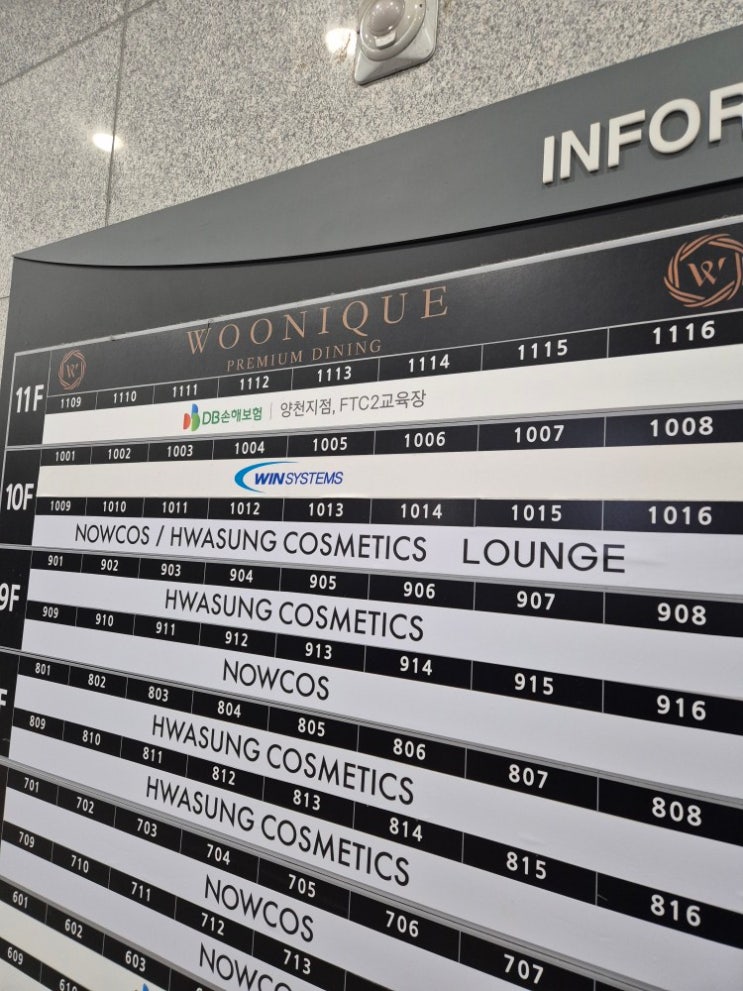 INFOR
W
WOONIQUE
PREMIUM DINING
W
11F
1109 1110 1111 1112 1113 1114 1115 1116
DB손해보험 | 양천지점, FTC2교육장
10F
1001 1002 1003 1004 1005 1006 1007 1008
WINSYSTEMS
1009 1010 1011 1012 1013 1014 1015 1016
NOWCOS / HWASUNG COSMETICS LOUNGE
9F
901 902 903 904 905 906 907 908
HWASUNG COSMETICS
909 910 911 912 913 914 915 916
NOWCOS
F
801 802 803 804 805 806 807 808
HWASUNG COSMETICS
809 810 811 812 813 814 815 816
HWASUNG COSMETICS
701 702 703 704 705 706 707
NOWCOS
709 710 711 712 713
NOWCO
601 602 603
609